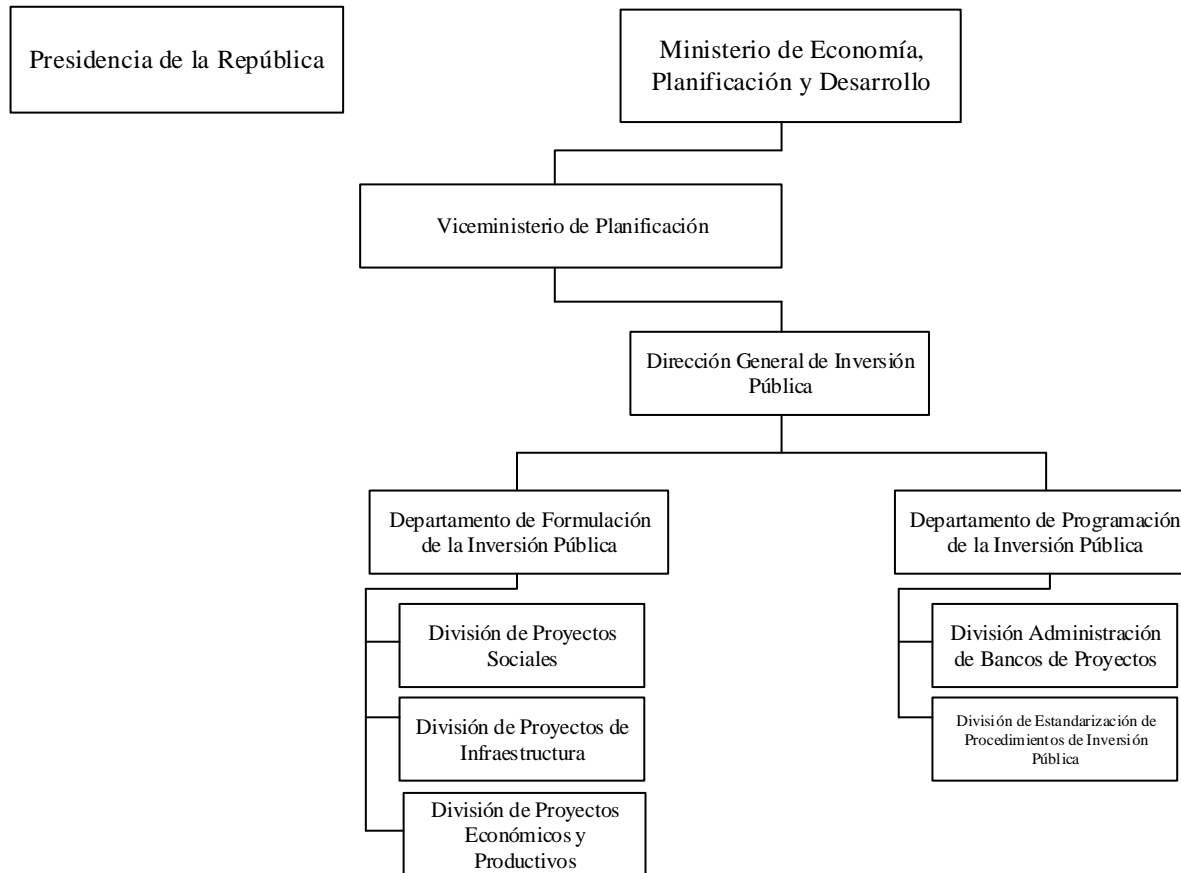 Presidencia de la República
Ministerio de Economía,
Planificación y Desarrollo
Viceministerio de Planificación
Dirección General de Inversión
Pública
Departamento de Formulación
de la Inversión Pública
Departamento de Programación
de la Inversión Pública
División de Proyectos
Sociales
División Administración
de Bancos de Proyectos
División de Proyectos de
Infraestructura
División de Estandarización de
Procedimientos de Inversión
Pública
División de Proyectos
Económicos y
Productivos